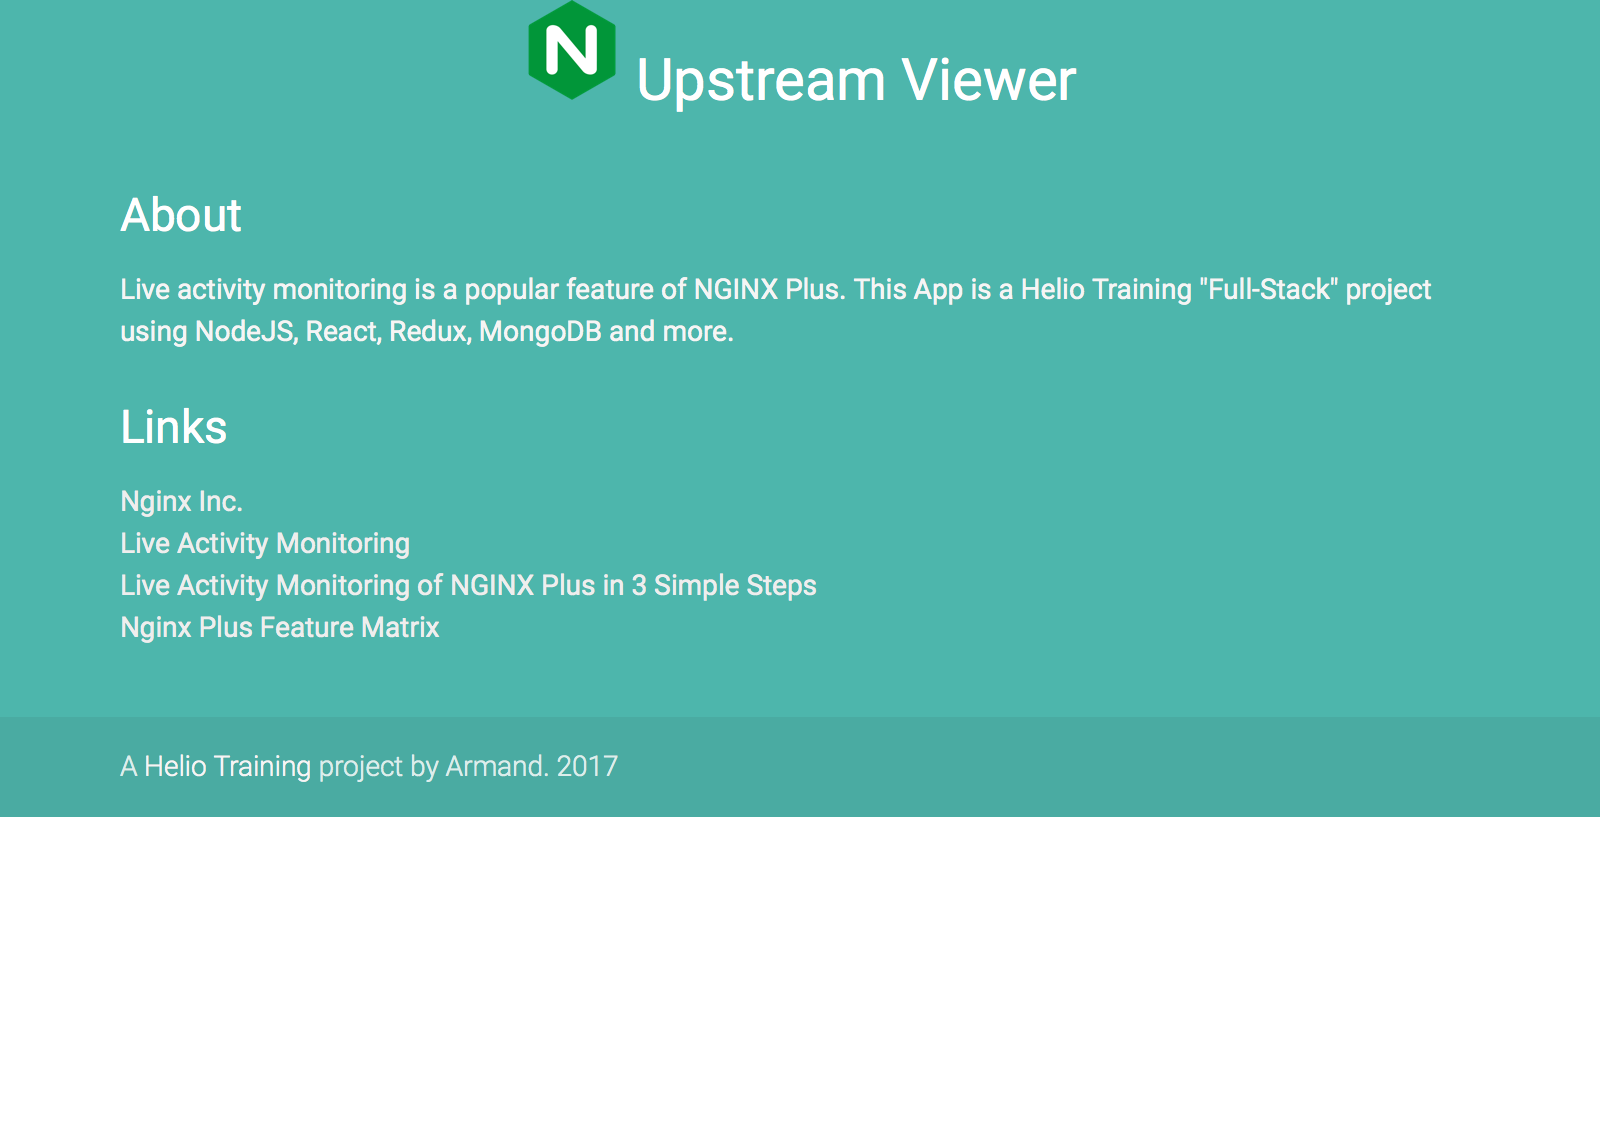 N Upstream Viewer
About
Live activity monitoring is a popular feature of NGINX Plus. This App is a Helio Training "Full-Stack" project
using NodeJS, React, Redux, MongoDB and more.
Links
Nginx Inc.
Live Activity Monitoring
Live Activity Monitoring of NGINX Plus in 3 Simple Steps
Nginx Plus Feature Matrix
A Helio Training project by Armand. 2017